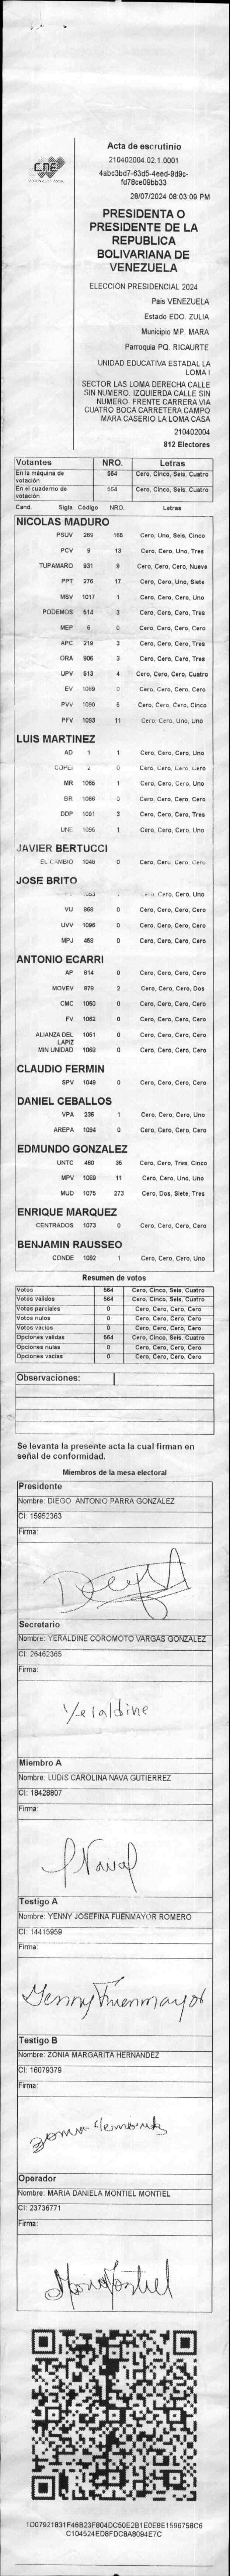 CNE
Acta de escrutinio
210402004.02.1.0001
4abc3bd7-63d5-4eed-9d9c-
fd78ce09bb33
28/07/2024 08:03:09 PM
PRESIDENTA O
PRESIDENTE DE LA
REPUBLICA
BOLIVARIANA DE
VENEZUELA
ELECCIÓN PRESIDENCIAL 2024
Pais VENEZUELA
Estado EDO. ZULIA
Municipio MP. MARA
Parroquia PQ. RICAURTE
UNIDAD EDUCATIVA ESTADAL LA
LOMA I
SECTOR LAS LOMA DERECHA CALLE
SIN NUMERO. IZQUIERDA CALLE SIN
NUMERO. FRENTE CARRERA VIA
CUATRO BOCA CARRETERA CAMPO
MARA CASERIO LA LOMA CASA
210402004
812 Electores
Votantes NRO. Letras
En la máquina de votación 564 Cero, Cinco, Seis, Cuatro
En el cuaderno de votación 564 Cero, Cinco, Seis, Cuatro
Cand. Sigla Código NRO. Letras
NICOLAS MADURO
PSUV 269 165 Cero, Uno, Seis, Cinco
PCV 9 13 Cero, Cero, Uno, Tres
TUPAMARO 931 9 Cero, Cero, Cero, Nueve
PPT 276 17 Cero, Cero, Uno, Siete
MSV 1017 1 Cero, Cero, Cero, Uno
PODEMOS 514 3 Cero, Cero, Cero, Tres
MEP 6 0 Cero, Cero, Cero, Cero
APC 219 3 Cero, Cero, Cero, Tres
ORA 906 3 Cero, Cero, Cero, Tres
UPV 613 4 Cero, Cero, Cero, Cuatro
EV 1069 0 Cero, Cero, Cero, Cero
PVV 1090 5 Cero, Cero, Cero, Cinco
PFV 1093 11 Cero, Cero, Uno, Uno
LUIS MARTINEZ
AD 1 1 Cero, Cero, Cero, Uno
COPEI 2 0 Cero, Cero, Cero, Cero
MR 1065 1 Cero, Cero, Cero, Uno
BR 1066 0 Cero, Cero, Cero, Cero
DDP 1081 3 Cero, Cero, Cero, Tres
UNE 1095 1 Cero, Cero, Cero, Uno
JAVIER BERTUCCI
EL CAMBIO 1048 0 Cero, Cero, Cero, Cero
JOSE BRITO
Cero, Cero, Uno
VU 868 0 Cero, Cero, Cero, Cero
UVV 1096 0 Cero, Cero, Cero, Cero
MPJ 458 0 Cero, Cero, Cero, Cero
ANTONIO ECARRI
AP 814 0 Cero, Cero, Cero, Cero
MOVEV 878 2 Cero, Cero, Cero, Dos
CMC 1050 0 Cero, Cero, Cero, Cero
FV 1062 0 Cero, Cero, Cero, Cero
ALIANZA DEL LAPIZ 1051 0 Cero, Cero, Cero, Cero
MIN UNIDAD 1068 0 Cero, Cero, Cero, Cero
CLAUDIO FERMIN
SPV 1049 0 Cero, Cero, Cero, Cero
DANIEL CEBALLOS
VPA 236 1 Cero, Cero, Cero, Uno
AREPA 1094 0 Cero, Cero, Cero, Cero
EDMUNDO GONZALEZ
UNTC 460 35 Cero, Cero, Tres, Cinco
MPV 1069 11 Cero, Cero, Uno, Uno
MUD 1075 273 Cero, Dos, Siete, Tres
ENRIQUE MARQUEZ
CENTRADOS 1073 0 Cero, Cero, Cero, Cero
BENJAMIN RAUSSEO
CONDE 1092 1 Cero, Cero, Cero, Uno
Resumen de votos
Votos 564 Cero, Cinco, Seis, Cuatro
Votos validos 564 Cero, Cinco, Seis, Cuatro
Votos parciales 0 Cero, Cero, Cero, Cero
Votos nulos 0 Cero, Cero, Cero, Cero
Votos vacíos 0 Cero, Cero, Cero, Cero
Opciones validas 564 Cero, Cinco, Seis, Cuatro
Opciones nulas 0 Cero, Cero, Cero, Cero
Opciones vacias 0 Cero, Cero, Cero, Cero
Observaciones:
Se levanta la presente acta la cual firman en
señal de conformidad.
Miembros de la mesa electoral
Presidente
Nombre: DIEGO ANTONIO PARRA GONZALEZ
CI: 15952363
Firma:
Secretario
Nombre: YERALDINE COROMOTO VARGAS GONZALEZ
CI: 26462365
Firma:
Yeraldine
Miembro A
Nombre: LUDIS CAROLINA NAVA GUTIERREZ
CI: 18428807
Firma:
Testigo A
Nombre: YENNY JOSEFINA FUENMAYOR ROMERO
CI: 14415959
Firma:
Yenny Fuenmayor
Testigo B
Nombre: ZONIA MARGARITA HERNANDEZ
CI: 16079379
Firma:
Operador
Nombre: MARIA DANIELA MONTIEL MONTIEL
CI: 23736771
Firma:
1D07921831F46B23F804DC50E2B1E0E8E1596758C6
C104524ED8FDC8A8094E7C